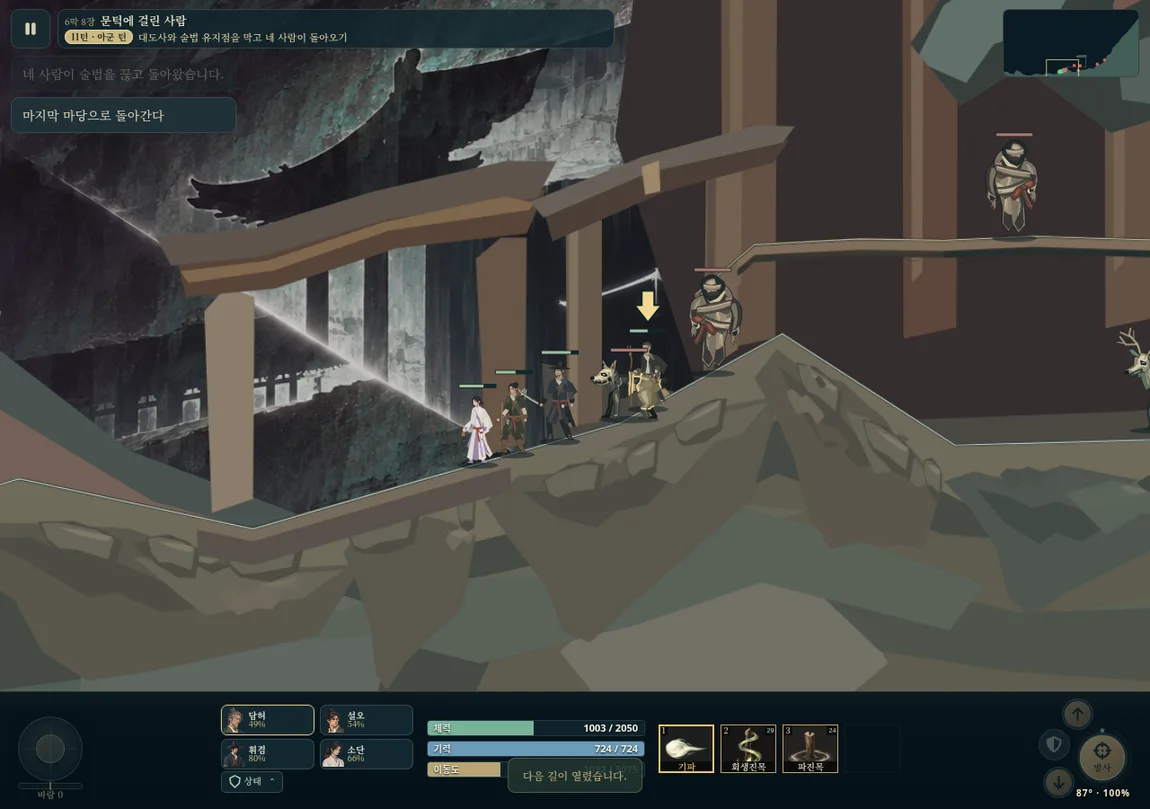 6막 8장 문턱에 걸린 사람
11턴 · 아군 턴 대도사와 술법 유지점을 막고 네 사람이 돌아오기
네 사람이 술법을 끊고 돌아왔습니다.
마지막 마당으로 돌아간다
담허
49%
설오
54%
휘겸
80%
소단
66%
상태
체력 1003 / 2050
기력 724 / 724
이동도
다음 길이 열렸습니다.
1
기파
2 29
회생진목
3 24
파진목
바람 0
발사
87° · 100%